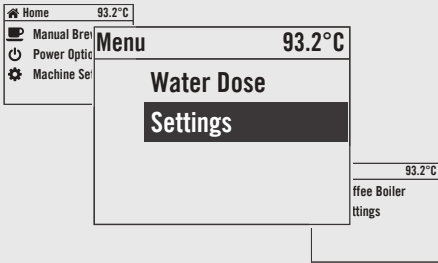 Home 93.2°C
Manual
Power
Machine
Menu 93.2°C
Water Dose
Settings
93.2°C
Boiler